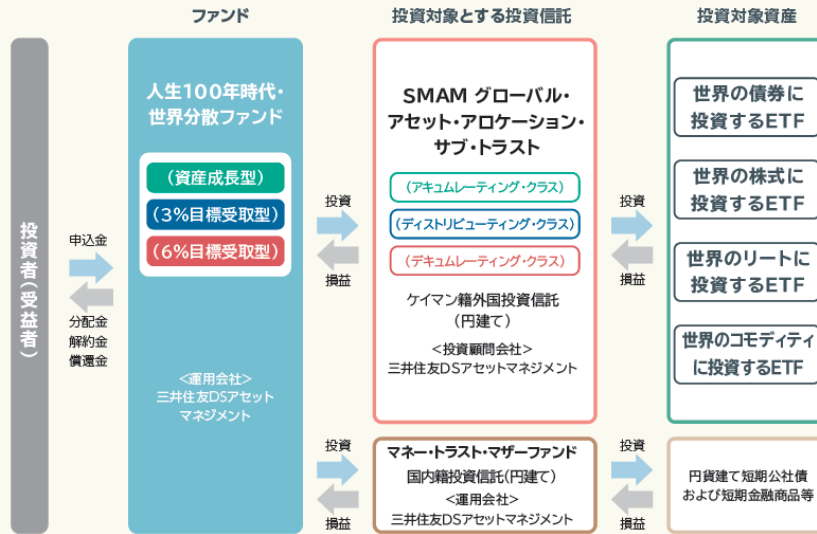 ファンド
投資対象とする投資信託
投資対象資産
投資者(受益者)
申込金
分配金
解約金
償還金
人生100年時代・
世界分散ファンド
(資産成長型)
(3%目標受取型)
(6%目標受取型)
<運用会社>
三井住友DSアセット
マネジメント
投資
損益
SMAM グローバル・
アセット・アロケーション・
サブ・トラスト
(アキュムレーティング・クラス)
(ディストリビューティング・クラス)
(デキュムレーティング・クラス)
ケイマン籍外国投資信託
(円建て)
<投資顧問会社>
三井住友DSアセットマネジメント
投資
損益
世界の債券に
投資するETF
世界の株式に
投資するETF
世界のリートに
投資するETF
世界のコモディティ
に投資するETF
投資
損益
マネー・トラスト・マザーファンド
国内籍投資信託(円建て)
<運用会社>
三井住友DSアセットマネジメント
投資
損益
円貨建て短期公社債
および短期金融商品等